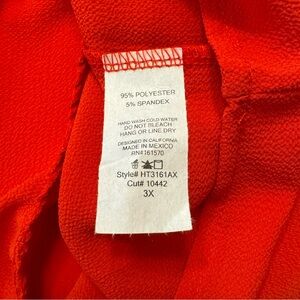 95% POLYESTER
5% SPANDEX
HAND WASH COLD WATER
DO NOT BLEACH
HANG OR LINE DRY
DESIGNED IN CALIFORNIA
MADE IN MEXICO
RN#161570
Style# HT3161AX
Cut# 10442
3X